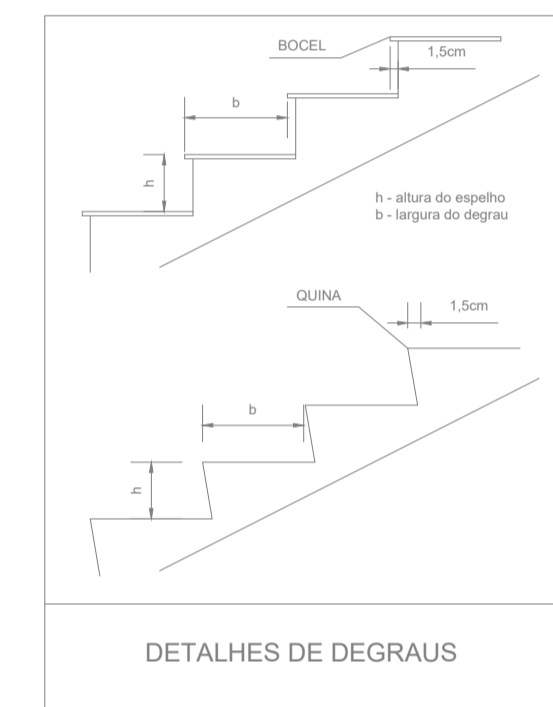 BOCEL
1,5cm
b
h
h - altura do espelho
b - largura do degrau
QUINA
1,5cm
b
h
DETALHES DE DEGRAUS